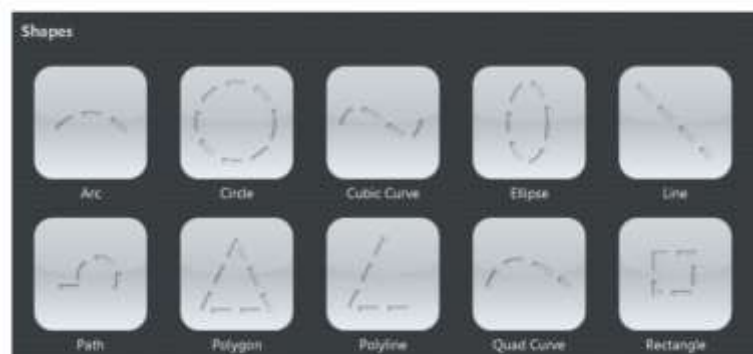 Shapes
Arc Circle Cubic Curve Ellipse Line
Path Polygon Polyline Quad Curve Rectangle